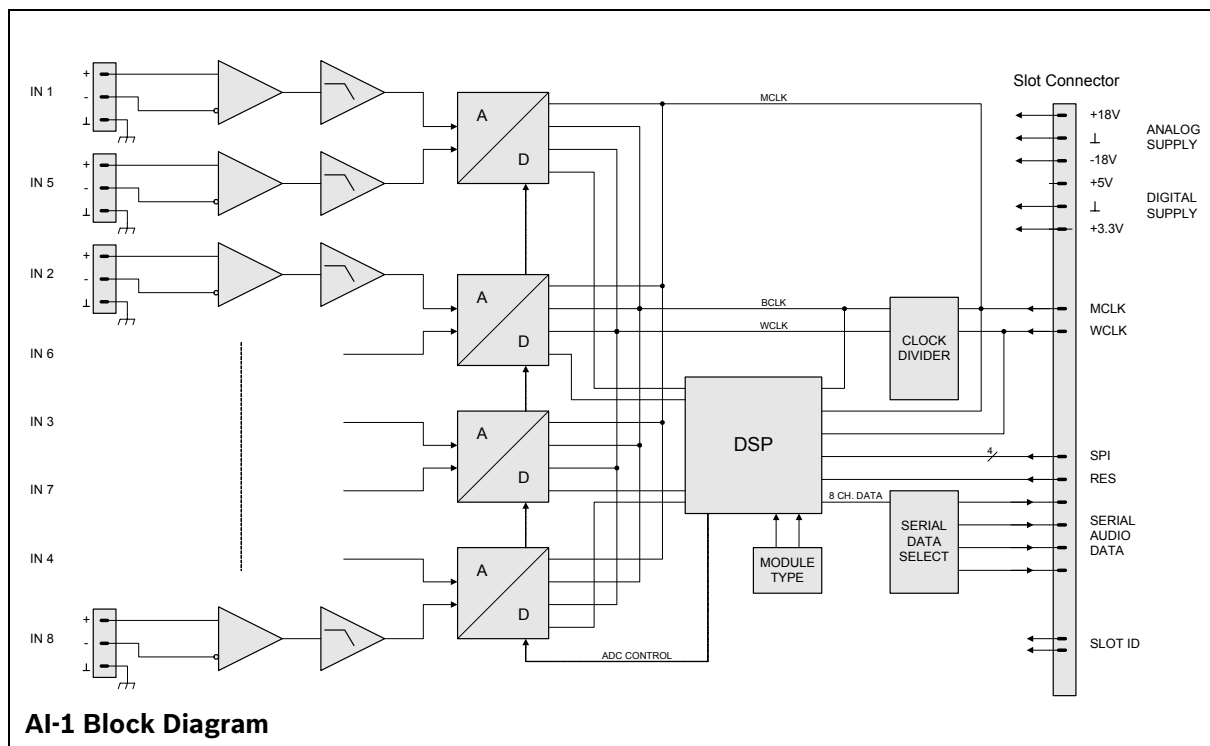 Slot Connector
IN 1
+
-
⊥
IN 5
+
-
⊥
IN 2
+
-
⊥
IN 6
IN 3
IN 7
IN 4
IN 8
+
-
⊥
A
D
A
D
A
D
A
D
MCLK
BCLK
WCLK
CLOCK
DIVIDER
DSP
4
8 CH. DATA
SERIAL
DATA
SELECT
MODULE
TYPE
ADC CONTROL
+18V
⊥
-18V
ANALOG
SUPPLY
+5V
⊥
+3.3V
DIGITAL
SUPPLY
MCLK
WCLK
SPI
RES
SERIAL
AUDIO
DATA
SLOT ID
AI-1 Block Diagram